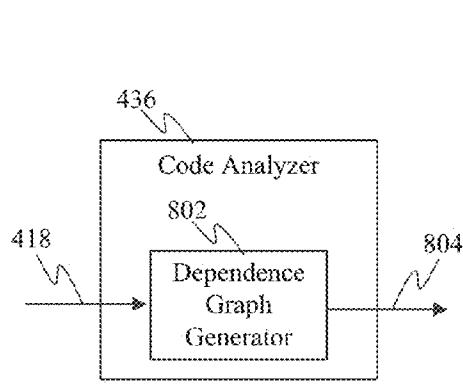 436
Code Analyzer
802
418
804
Dependence
Graph
Generator